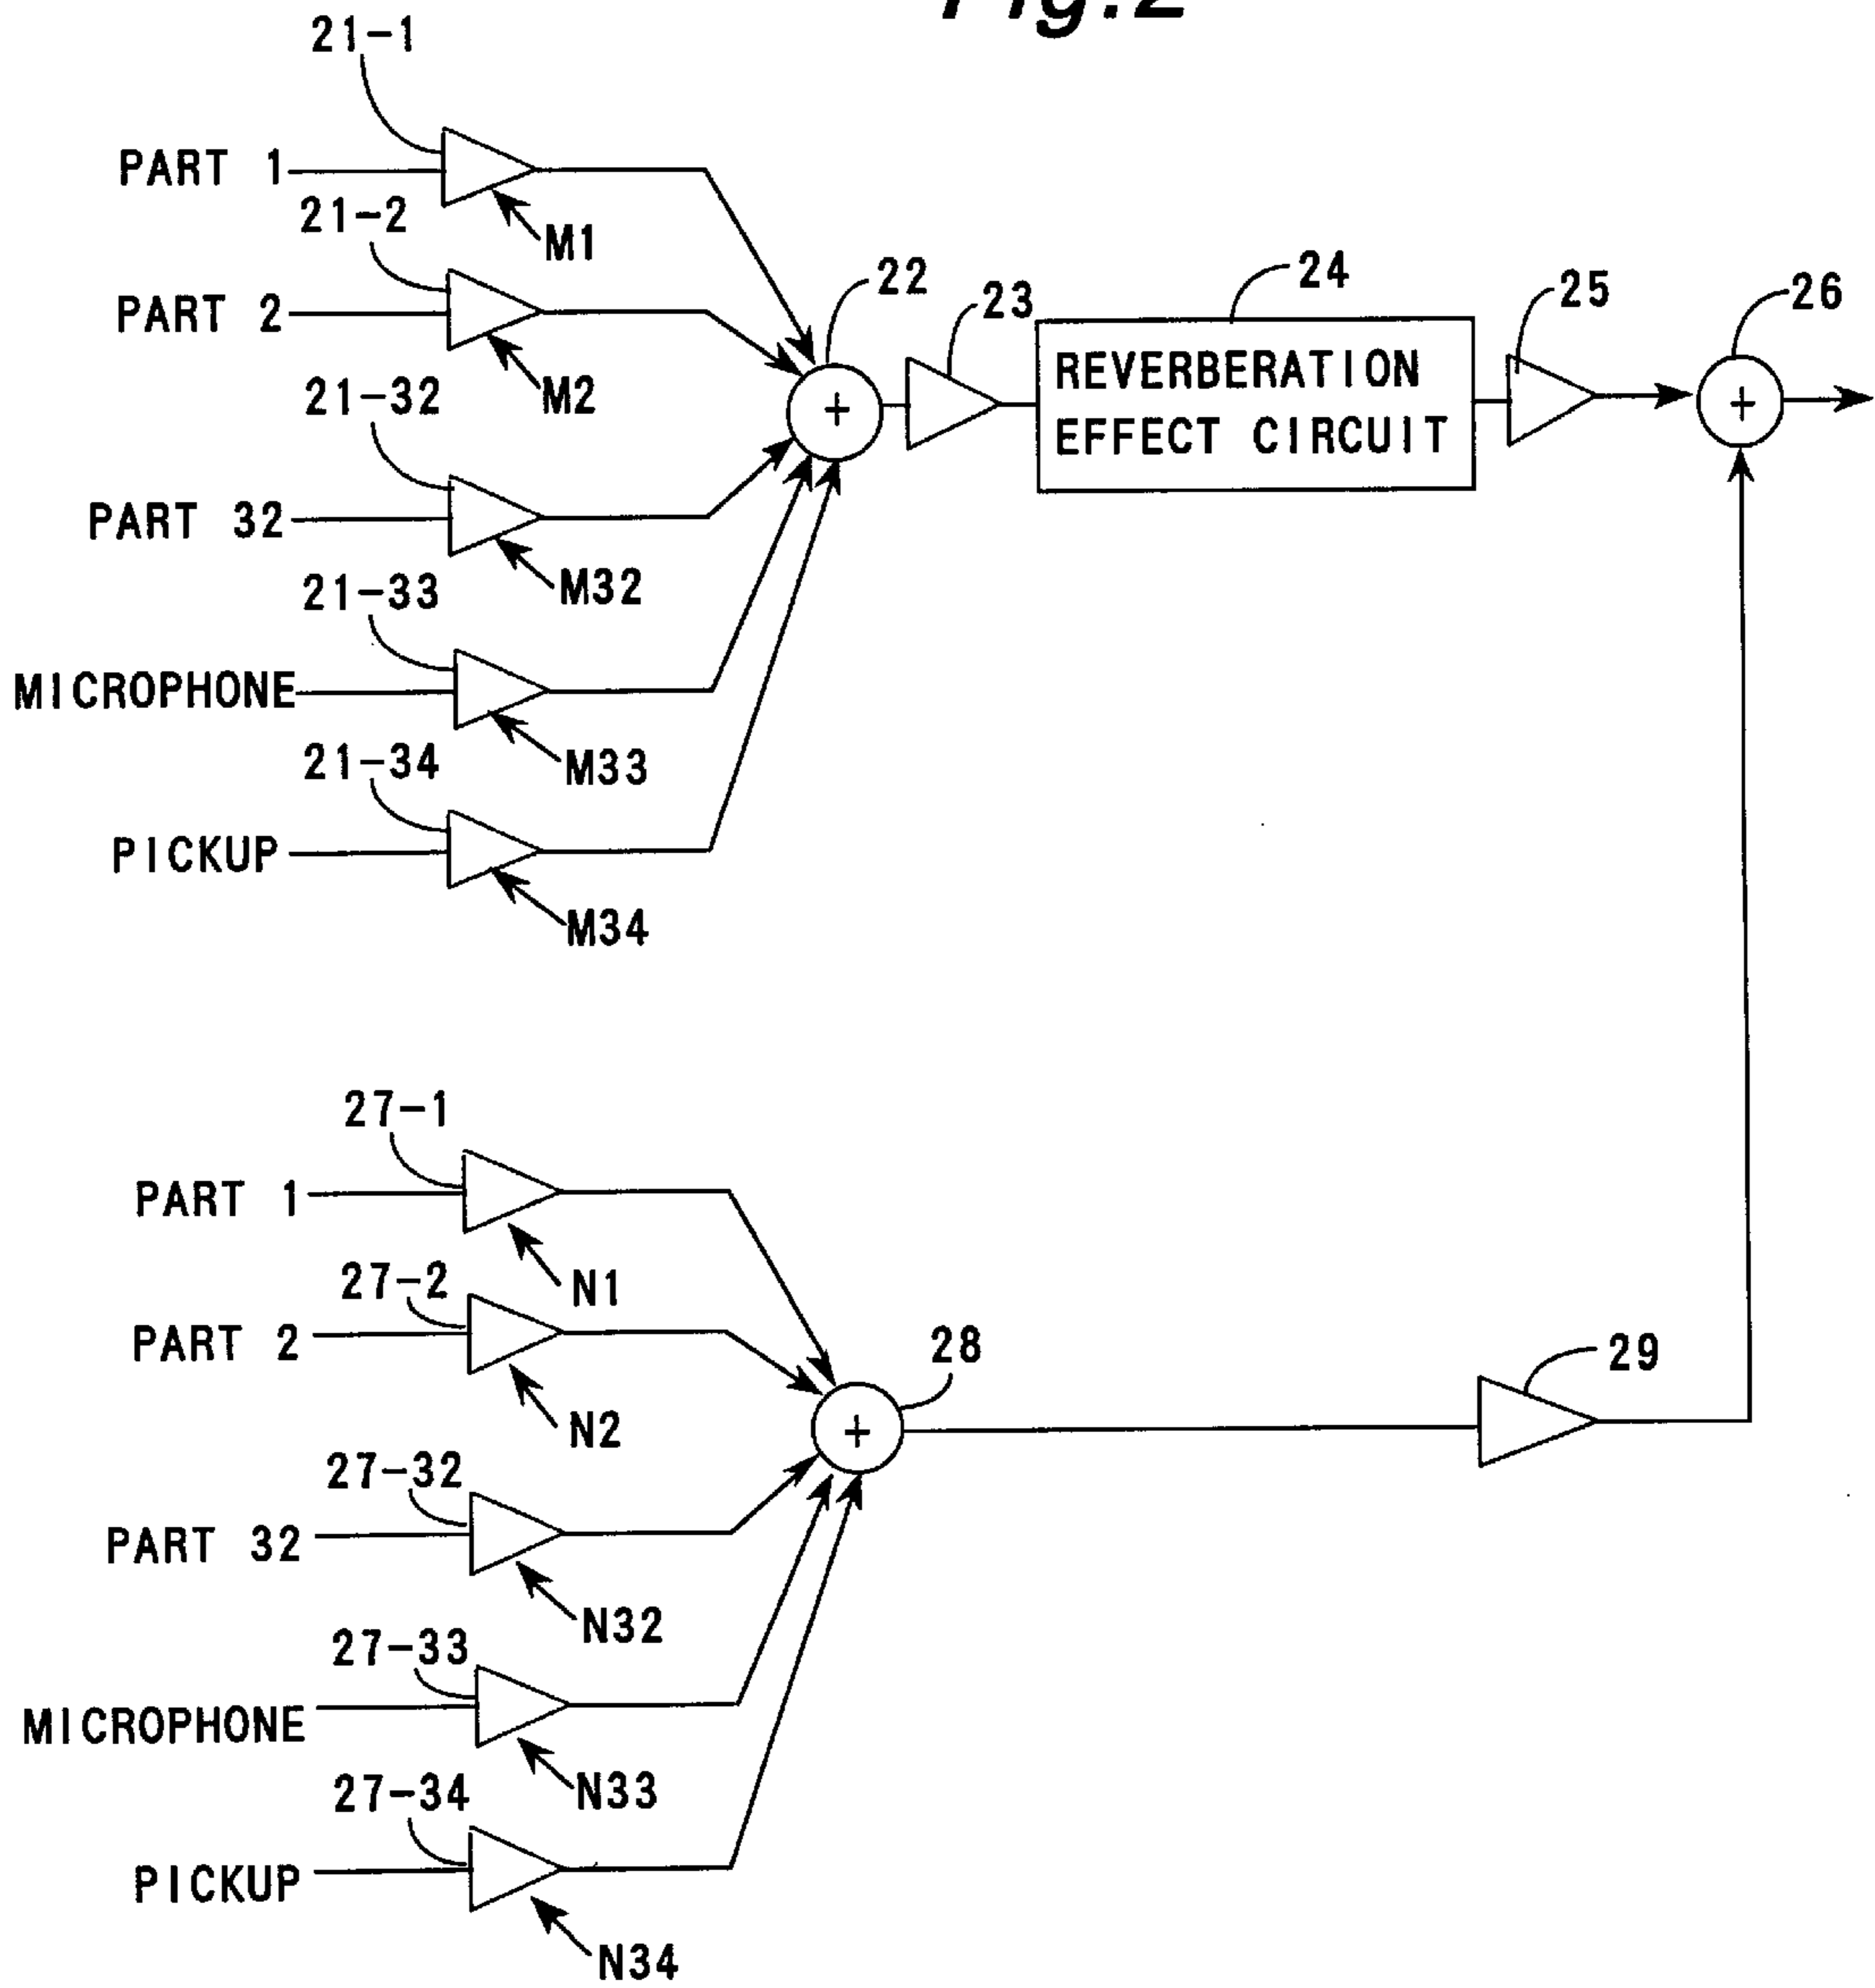 Fig.2
21-1
PART 1
M1
21-2
PART 2
M2
21-32
PART 32
M32
21-33
MICROPHONE
M33
21-34
PICKUP
M34
22
+
23
24
REVERBERATION
EFFECT CIRCUIT
25
26
+
27-1
PART 1
N1
27-2
PART 2
N2
27-32
PART 32
N32
27-33
MICROPHONE
N33
27-34
PICKUP
N34
28
+
29